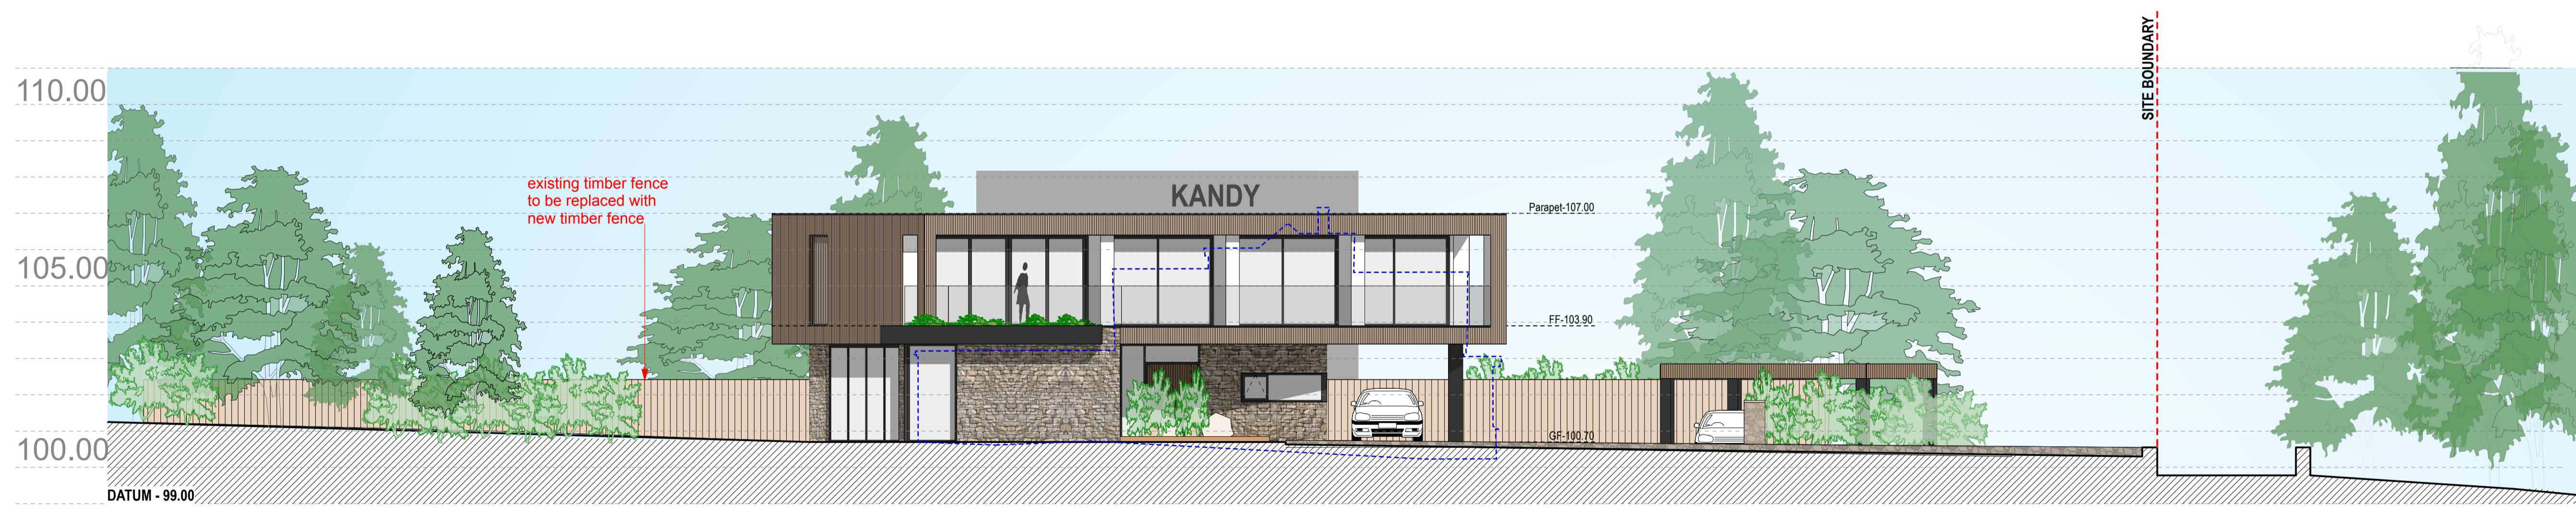 SITE BOUNDARY
110.00
existing timber fence
to be replaced with
new timber fence
KANDY
Parapet-107.00
105.00
FF-103.90
GF-100.70
100.00
DATUM - 99.00